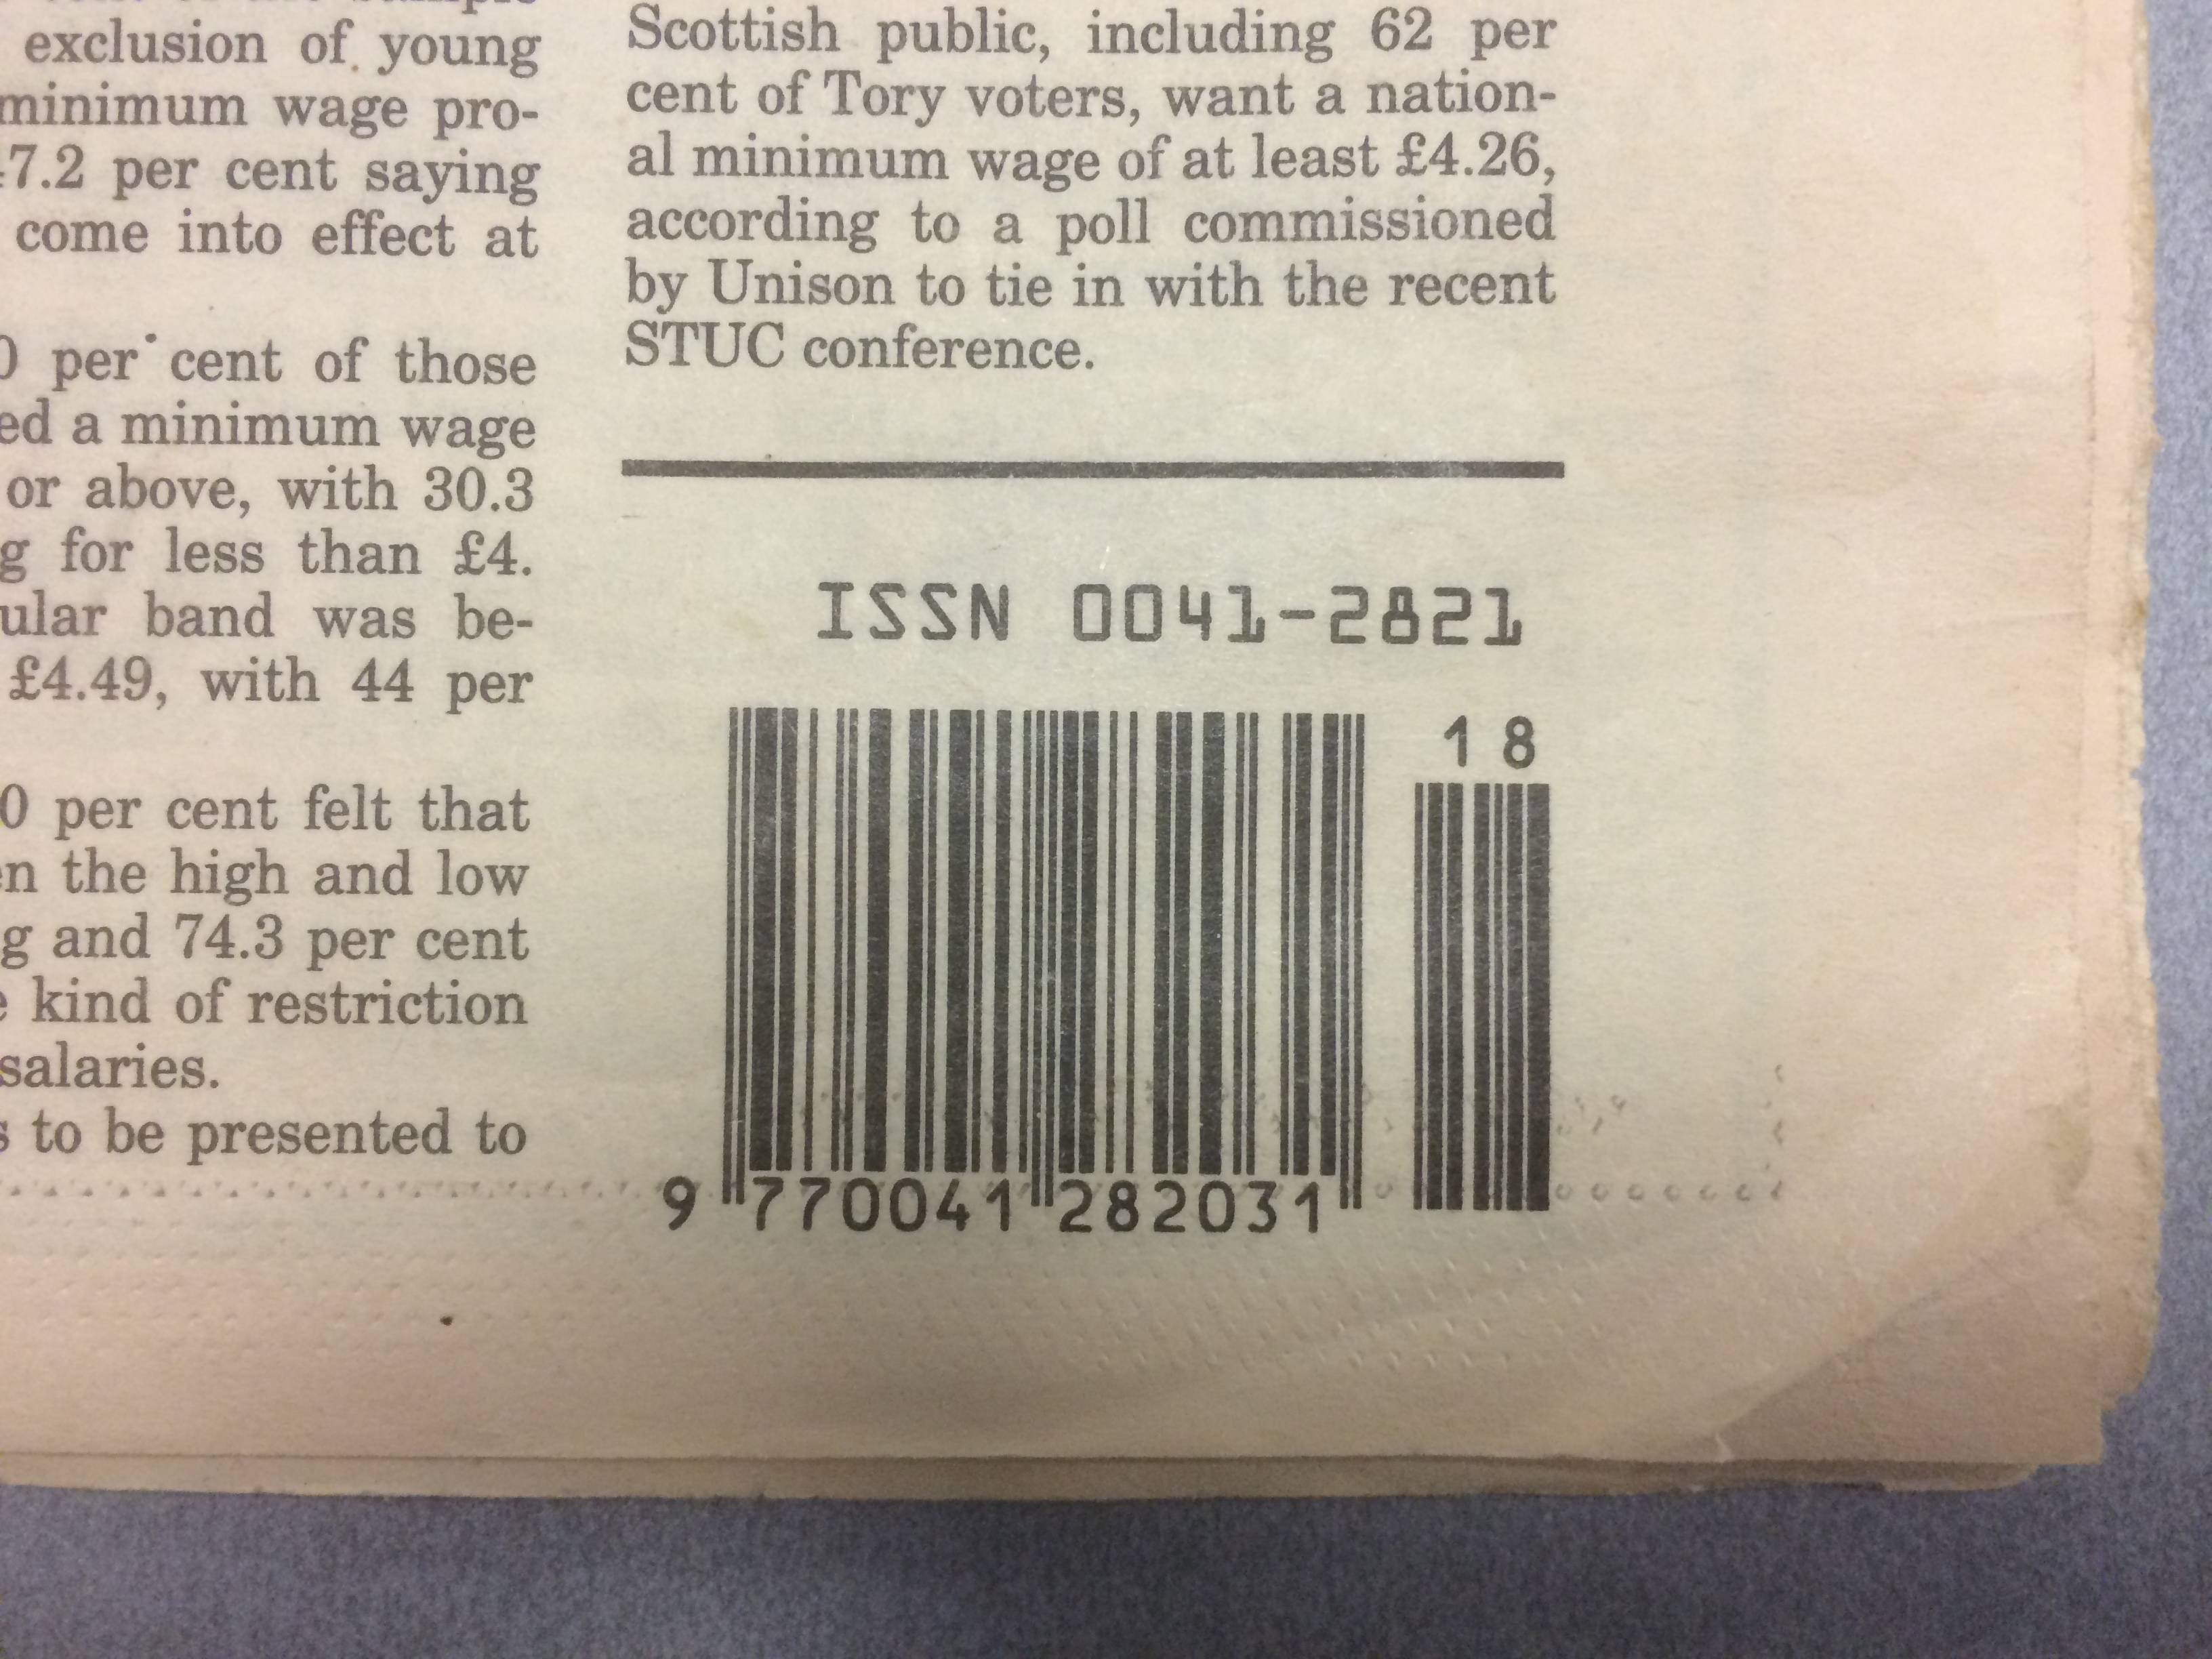 exclusion of young
minimum wage pro-
7.2 per cent saying
come into effect at
0 per cent of those
ed a minimum wage
or above, with 30.3
g for less than £4.
ular band was be-
£4.49, with 44 per
0 per cent felt that
en the high and low
g and 74.3 per cent
kind of restriction
salaries.
s to be presented to
Scottish public, including 62 per
cent of Tory voters, want a nation-
al minimum wage of at least £4.26,
according to a poll commissioned
by Unison to tie in with the recent
STUC conference.
ISSN 0041-2821
18
9 770041 282031